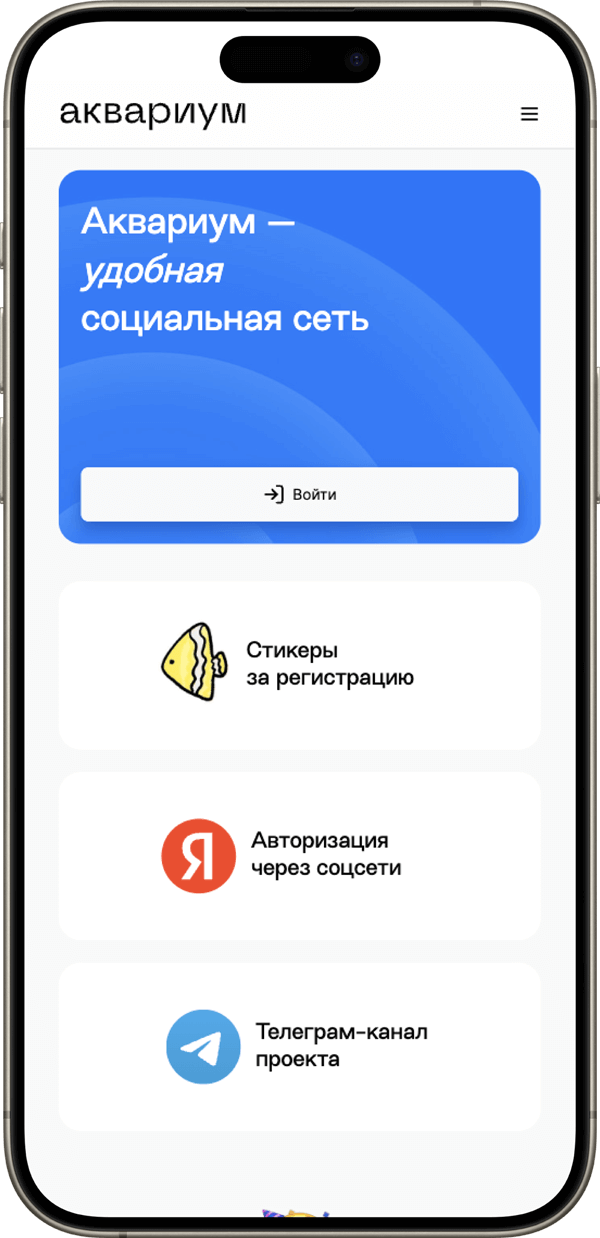 аквариум
Аквариум —
удобная
социальная сеть
Войти
Стикеры
за регистрацию
Я
Авторизация
через соцсети
Телеграм-канал
проекта